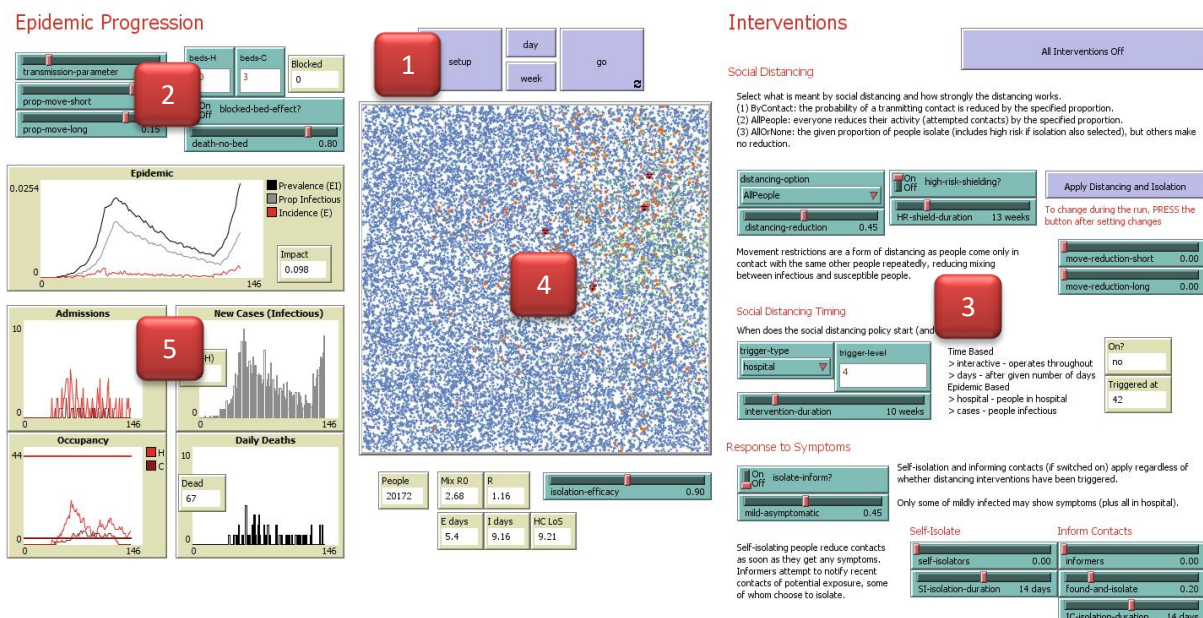 Epidemic Progression
transmission-parameter
prop-move-short
prop-move-long 0.15
2
beds-H
beds-C
3
Blocked
0
On
Off
blocked-bed-effect?
death-no-bed 0.80
Epidemic
0.0254
0
0
146
Prevalence (EI)
Prop Infectious
Incidence (E)
Impact
0.098
Admissions
10
0
0
146
5
New Cases (Infectious)
10
0
0
146
Occupancy
44
0
0
146
H
C
Daily Deaths
10
0
0
146
Dead
67
1
setup
day
week
go
4
People
20172
Mix R0
2.68
R
1.16
E days
5.4
I days
9.16
HC LoS
9.21
isolation-efficacy 0.90
Interventions
All Interventions Off
Social Distancing
Select what is meant by social distancing and how strongly the distancing works.
(1) ByContact: the probability of a tranmitting contact is reduced by the specified proportion.
(2) AllPeople: everyone reduces their activity (attempted contacts) by the specified proportion.
(3) AllOrNone: the given proportion of people isolate (includes high risk if isolation also selected), but others make
no reduction.
distancing-option
AllPeople
distancing-reduction 0.45
On
Off
high-risk-shielding?
HR-shield-duration 13 weeks
Apply Distancing and Isolation
To change during the run, PRESS the
button after setting changes
Movement restrictions are a form of distancing as people come only in
contact with the same other people repeatedly, reducing mixing
between infectious and susceptible people.
move-reduction-short 0.00
move-reduction-long 0.00
3
Social Distancing Timing
When does the social distancing policy start (and
trigger-type
hospital
trigger-level
4
intervention-duration 10 weeks
Time Based
> interactive - operates throughout
> days - after given number of days
Epidemic Based
> hospital - people in hospital
> cases - people infectious
On?
no
Triggered at
42
Response to Symptoms
On
Off
isolate-inform?
mild-asymptomatic 0.45
Self-isolation and informing contacts (if switched on) apply regardless of
whether distancing interventions have been triggered.
Only some of mildly infected may show symptoms (plus all in hospital).
Self-isolating people reduce contacts
as soon as they get any symptoms.
Informers attempt to notify recent
contacts of potential exposure, some
of whom choose to isolate.
Self-Isolate
self-isolators 0.00
SI-isolation-duration 14 days
Inform Contacts
informers 0.00
found-and-isolate 0.20
IC-isolation-duration 14 days